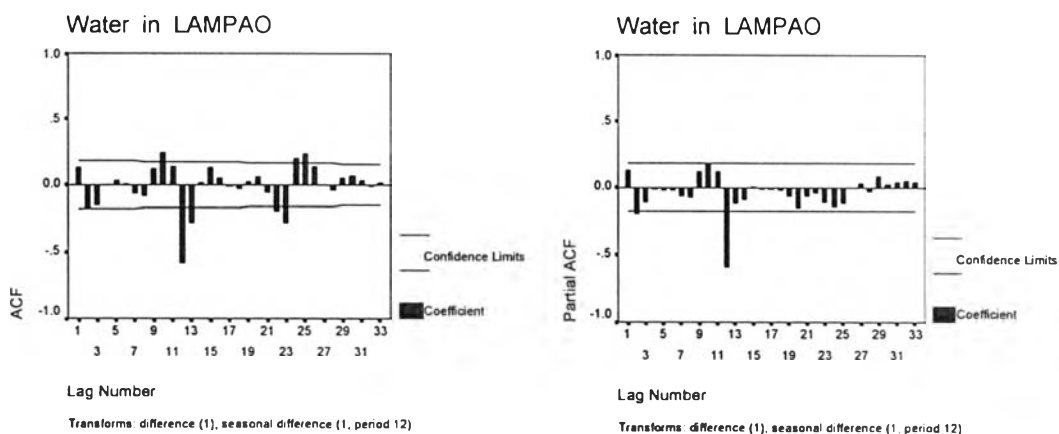 Water in LAMPAO
1.0
.5
0.0
-.5
-1.0
ACF
1 5 9 13 17 21 25 29 33
3 7 11 15 19 23 27 31
Confidence Limits
Coefficient
Lag Number
Transforms: difference (1), seasonal difference (1, period 12)
Water in LAMPAO
1.0
.5
0.0
-.5
-1.0
Partial ACF
1 5 9 13 17 21 25 29 33
3 7 11 15 19 23 27 31
Confidence Limits
Coefficient
Lag Number
Transforms: difference (1), seasonal difference (1, period 12)